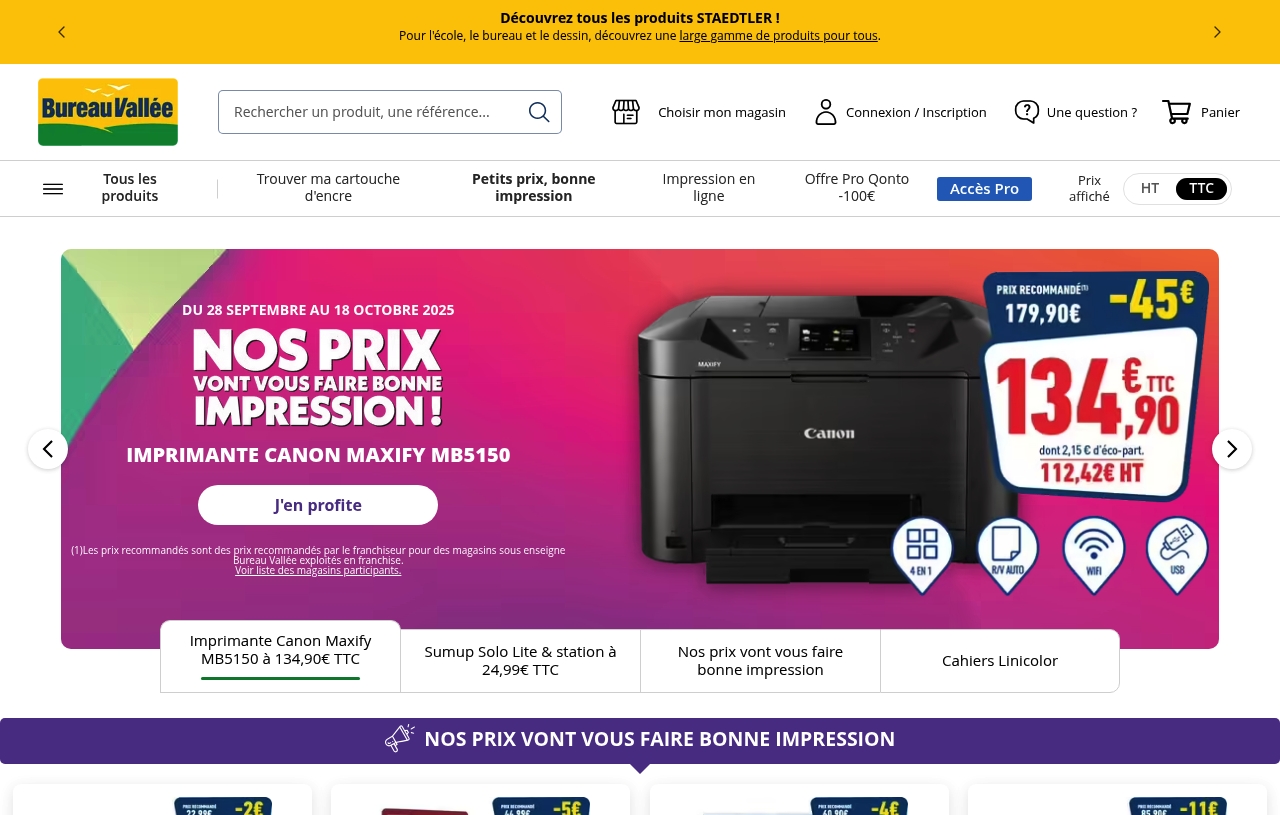 Découvrez tous les produits STAEDTLER !
Pour l'école, le bureau et le dessin, découvrez une large gamme de produits pour tous.
Bureau Vallée
Rechercher un produit, une référence...
Choisir mon magasin
Connexion / Inscription
Une question ?
Panier
Tous les produits
Trouver ma cartouche d'encre
Petits prix, bonne impression
Impression en ligne
Offre Pro Qonto -100€
Accès Pro
Prix affiché
HT
TTC
DU 28 SEPTEMBRE AU 18 OCTOBRE 2025
NOS PRIX
VONT VOUS FAIRE BONNE
IMPRESSION !
IMPRIMANTE CANON MAXIFY MB5150
J'en profite
(1)Les prix recommandés sont des prix recommandés par le franchiseur pour des magasins sous enseigne
Bureau Vallée exploités en franchise.
Voir liste des magasins participants.
MAXIFY
Canon
PRIX RECOMMANDÉ(1)
179,90€
-45€
134,90€ TTC
dont 2,15 € d'éco-part.
112,42€ HT
4 EN 1
R/V AUTO
WIFI
USB
Imprimante Canon Maxify
MB5150 à 134,90€ TTC
Sumup Solo Lite & station à
24,99€ TTC
Nos prix vont vous faire
bonne impression
Cahiers Linicolor
NOS PRIX VONT VOUS FAIRE BONNE IMPRESSION
PRIX RECOMMANDÉ
-2€
PRIX RECOMMANDÉ
-5€
PRIX RECOMMANDÉ
-4€
PRIX RECOMMANDÉ
-11€